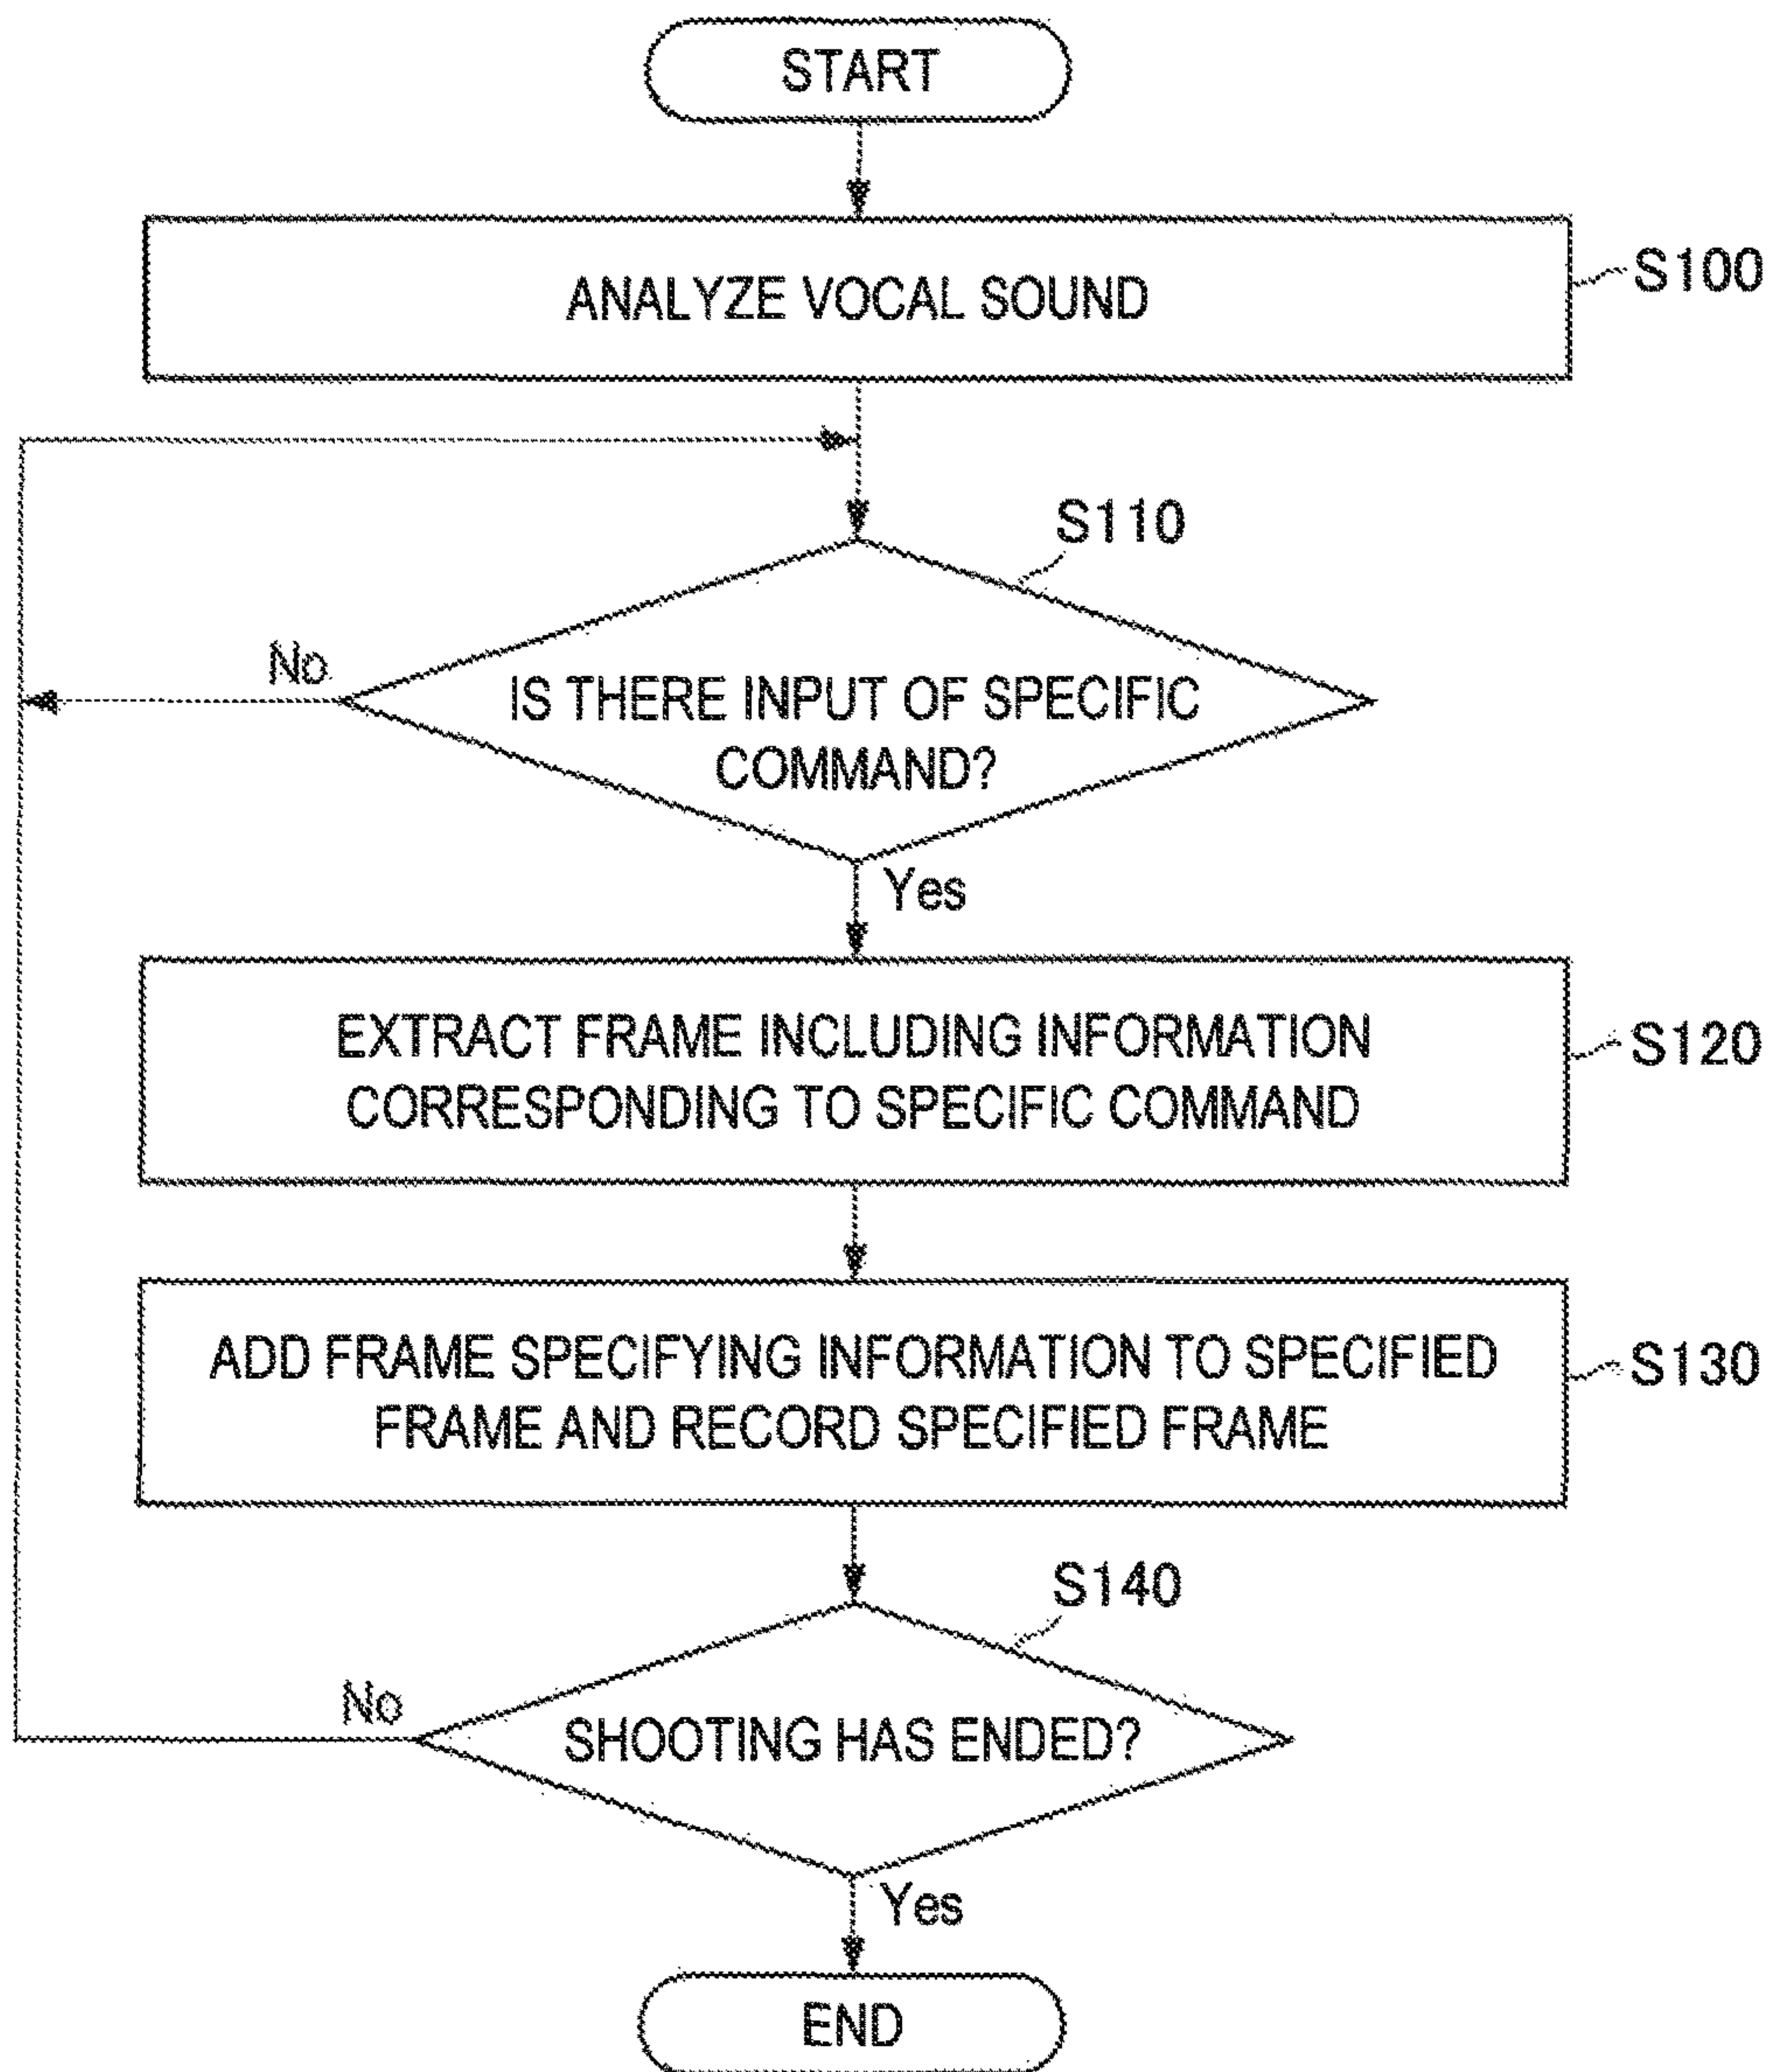 START
ANALYZE VOCAL SOUND
S100
S110
No
IS THERE INPUT OF SPECIFIC
COMMAND?
Yes
EXTRACT FRAME INCLUDING INFORMATION
CORRESPONDING TO SPECIFIC COMMAND
S120
ADD FRAME SPECIFYING INFORMATION TO SPECIFIED
FRAME AND RECORD SPECIFIED FRAME
S130
S140
No
SHOOTING HAS ENDED?
Yes
END